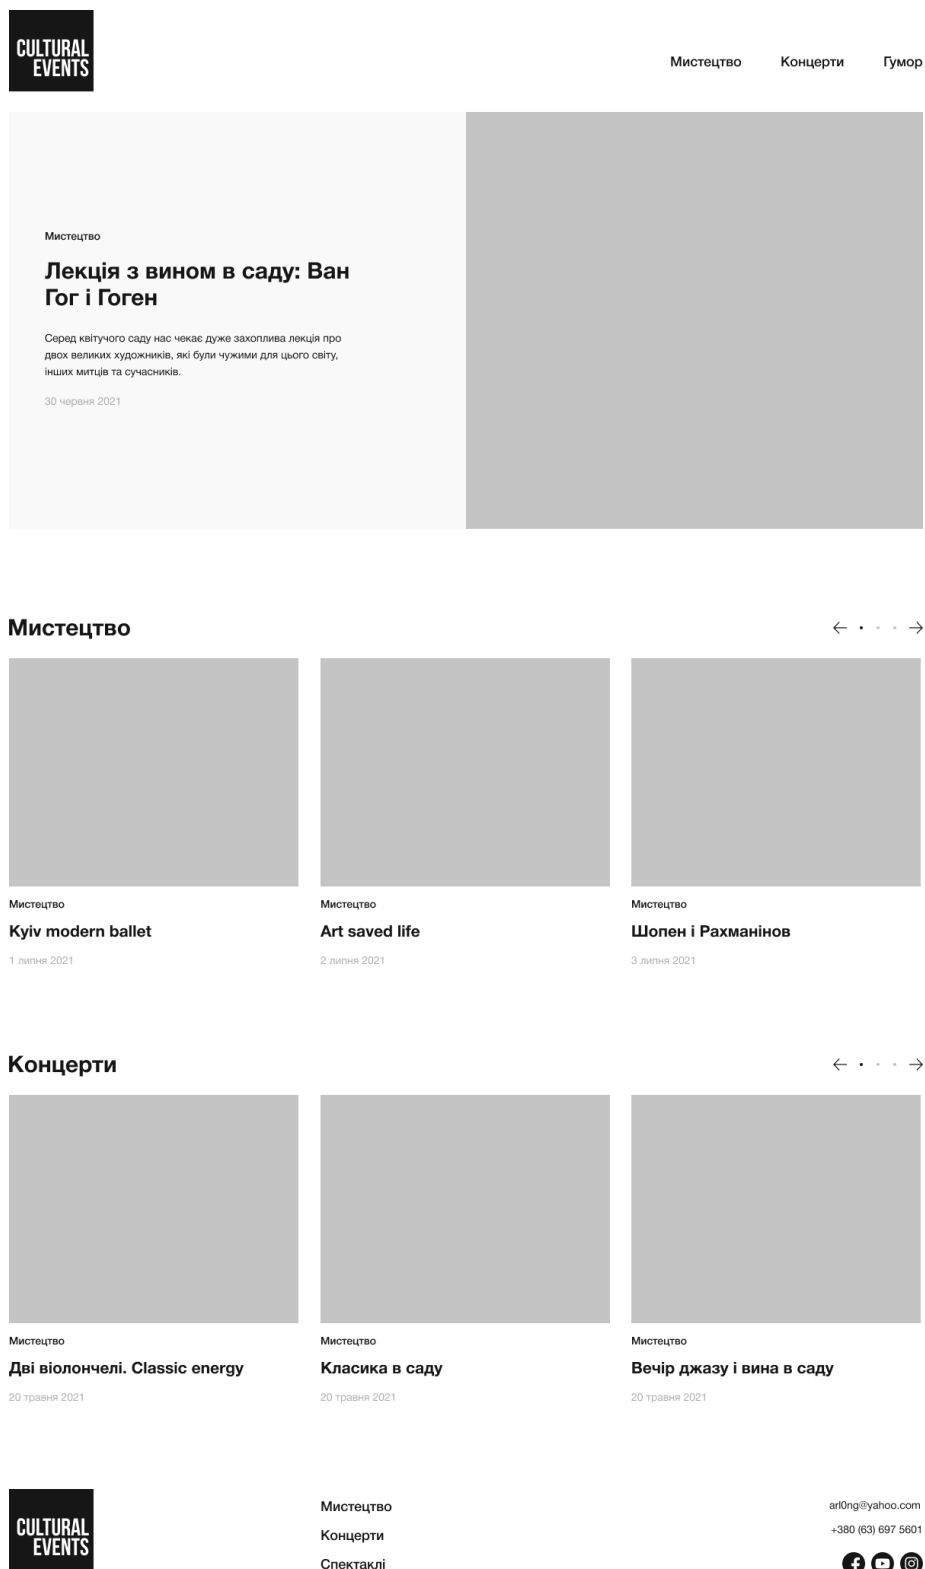 CULTURAL
EVENTS
Мистецтво Концерти Гумор
Мистецтво
Лекція з вином в саду: Ван
Гог і Гоген
Серед квітучого саду нас чекає дуже захоплива лекція про
двох великих художників, які були чужими для цього світу,
інших митців та сучасників.
30 червня 2021
Мистецтво
Мистецтво
Kyiv modern ballet
1 липня 2021
Мистецтво
Art saved life
2 липня 2021
Мистецтво
Шопен і Рахманінов
3 липня 2021
Концерти
Мистецтво
Дві віолончелі. Classic energy
20 травня 2021
Мистецтво
Класика в саду
20 травня 2021
Мистецтво
Вечір джазу і вина в саду
20 травня 2021
CULTURAL
EVENTS
Мистецтво
Концерти
Спектаклі
arl0ng@yahoo.com
+380 (63) 697 5601